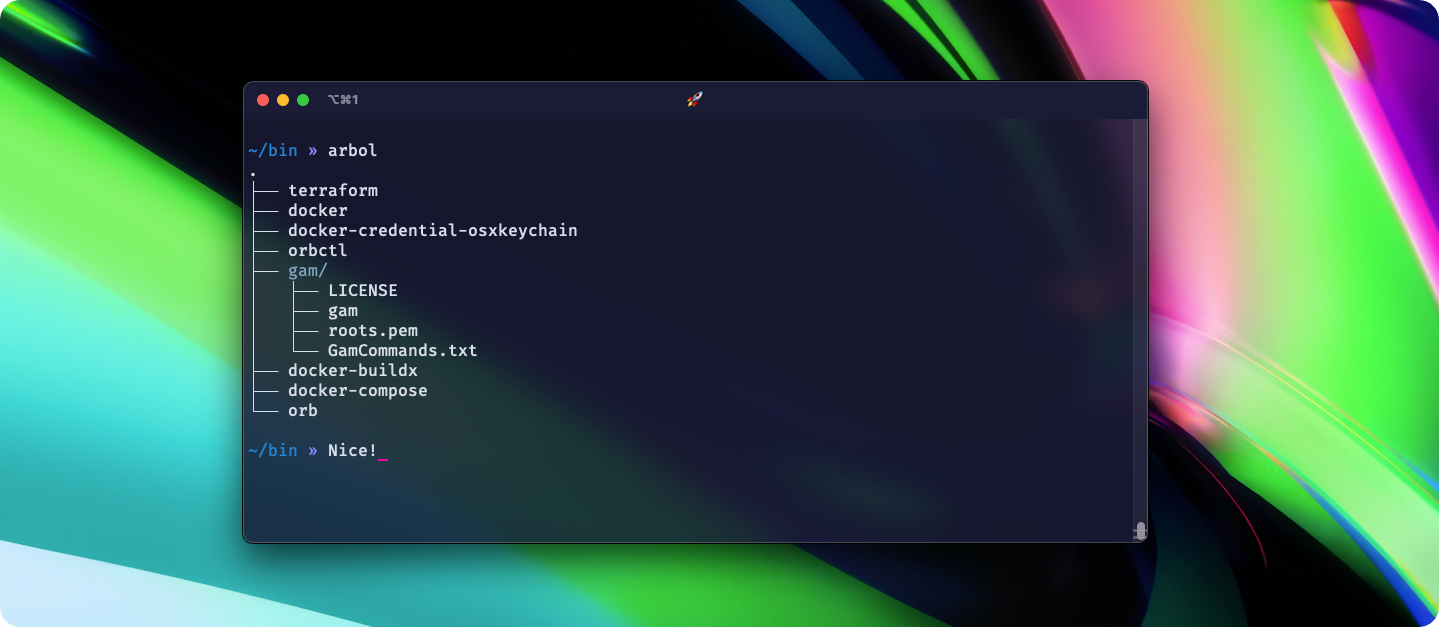 ⌥⌘1
~/bin » arbol
.
├── terraform
├── docker
├── docker-credential-osxkeychain
├── orbctl
├── gam/
│   ├── LICENSE
│   ├── gam
│   ├── roots.pem
│   └── GamCommands.txt
├── docker-buildx
├── docker-compose
└── orb
~/bin » Nice!_